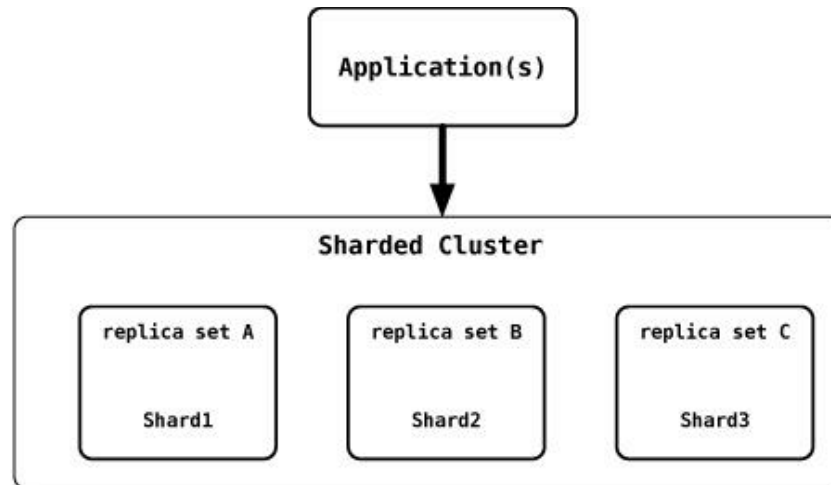 Application(s)
Sharded Cluster
replica set A
Shard1
replica set B
Shard2
replica set C
Shard3